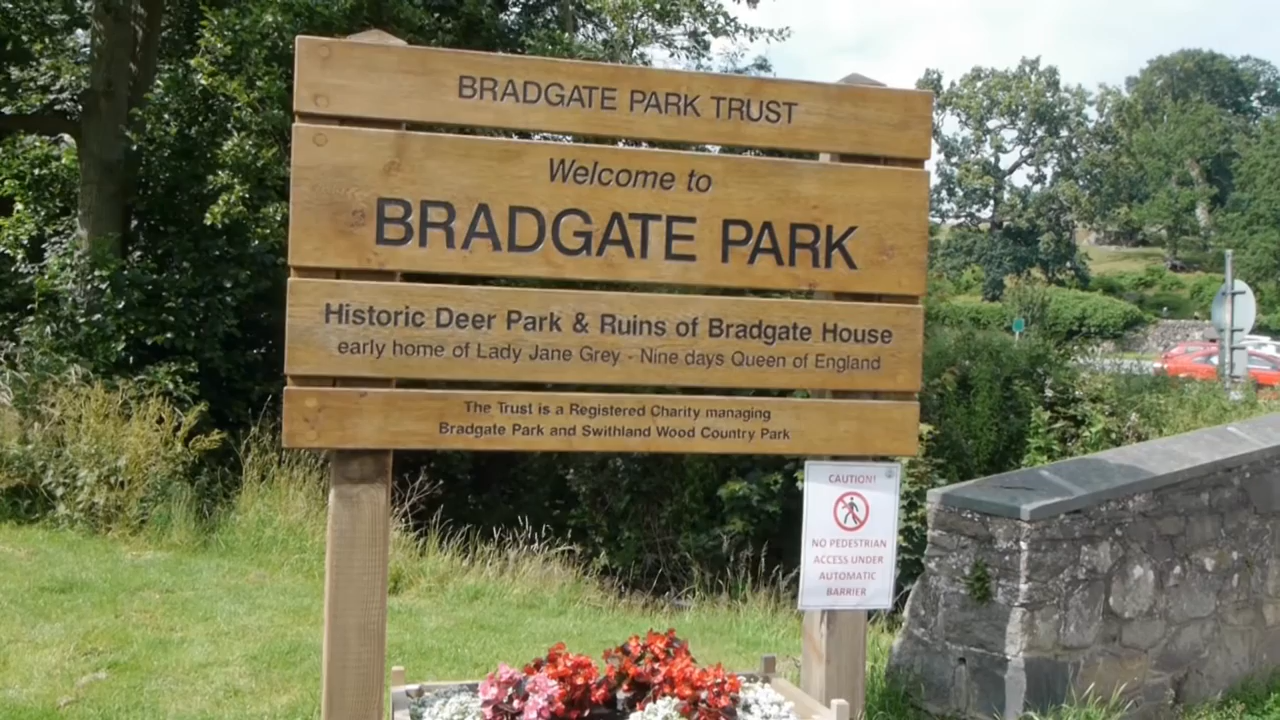 BRADGATE PARK TRUST
Welcome to
BRADGATE PARK
Historic Deer Park & Ruins of Bradgate House
early home of Lady Jane Grey - Nine days Queen of England
The Trust is a Registered Charity managing
Bradgate Park and Swithland Wood Country Park
CAUTION!
NO PEDESTRIAN
ACCESS UNDER
AUTOMATIC
BARRIER